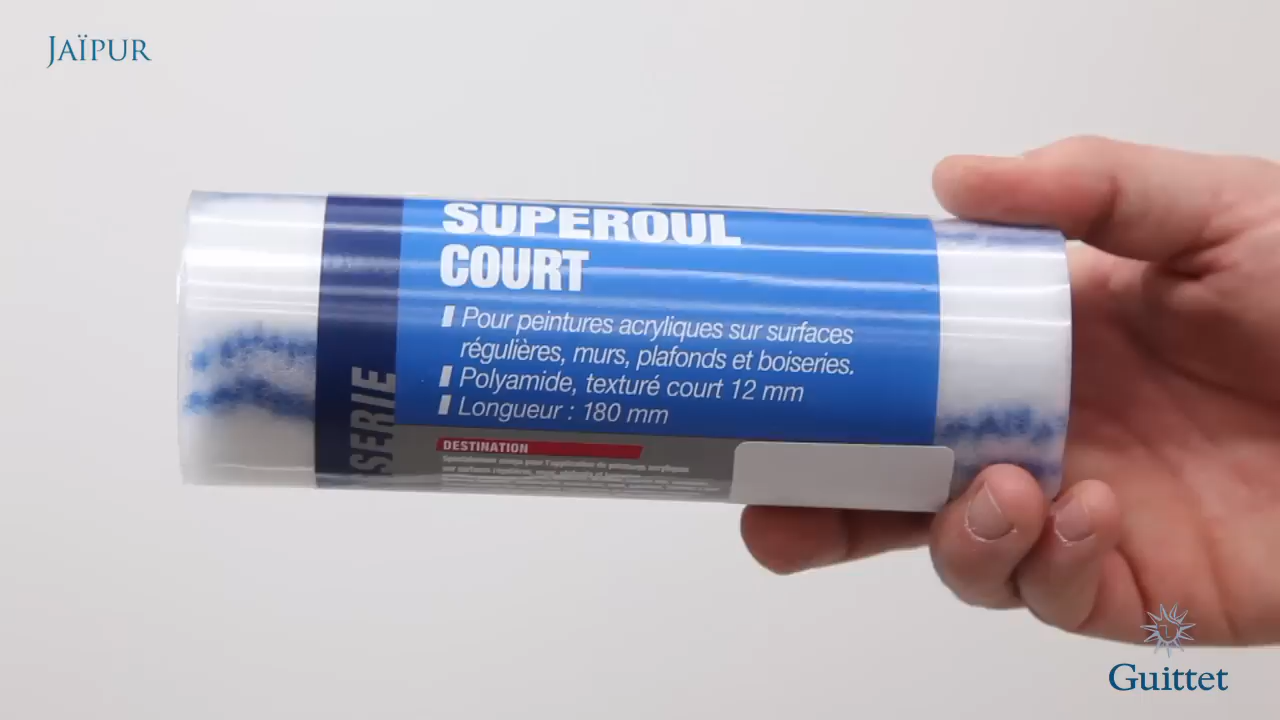 JAÏPUR
SUPEROUL
COURT
Pour peintures acryliques sur surfaces
régulières, murs, plafonds et boiseries.
Polyamide, texturé court 12 mm
Longueur : 180 mm
SERIE
DESTINATION
Guittet